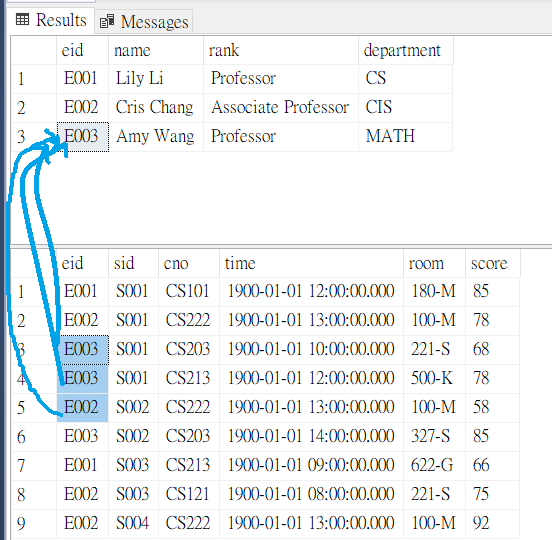 Results Messages
eid name rank department
1 E001 Lily Li Professor CS
2 E002 Cris Chang Associate Professor CIS
3 E003 Amy Wang Professor MATH
eid sid cno time room score
1 E001 S001 CS101 1900-01-01 12:00:00.000 180-M 85
2 E002 S001 CS222 1900-01-01 13:00:00.000 100-M 78
3 E003 S001 CS203 1900-01-01 10:00:00.000 221-S 68
4 E003 S001 CS213 1900-01-01 12:00:00.000 500-K 78
5 E002 S002 CS222 1900-01-01 13:00:00.000 100-M 58
6 E003 S002 CS203 1900-01-01 14:00:00.000 327-S 85
7 E001 S003 CS213 1900-01-01 09:00:00.000 622-G 66
8 E002 S003 CS121 1900-01-01 08:00:00.000 221-S 75
9 E002 S004 CS222 1900-01-01 13:00:00.000 100-M 92